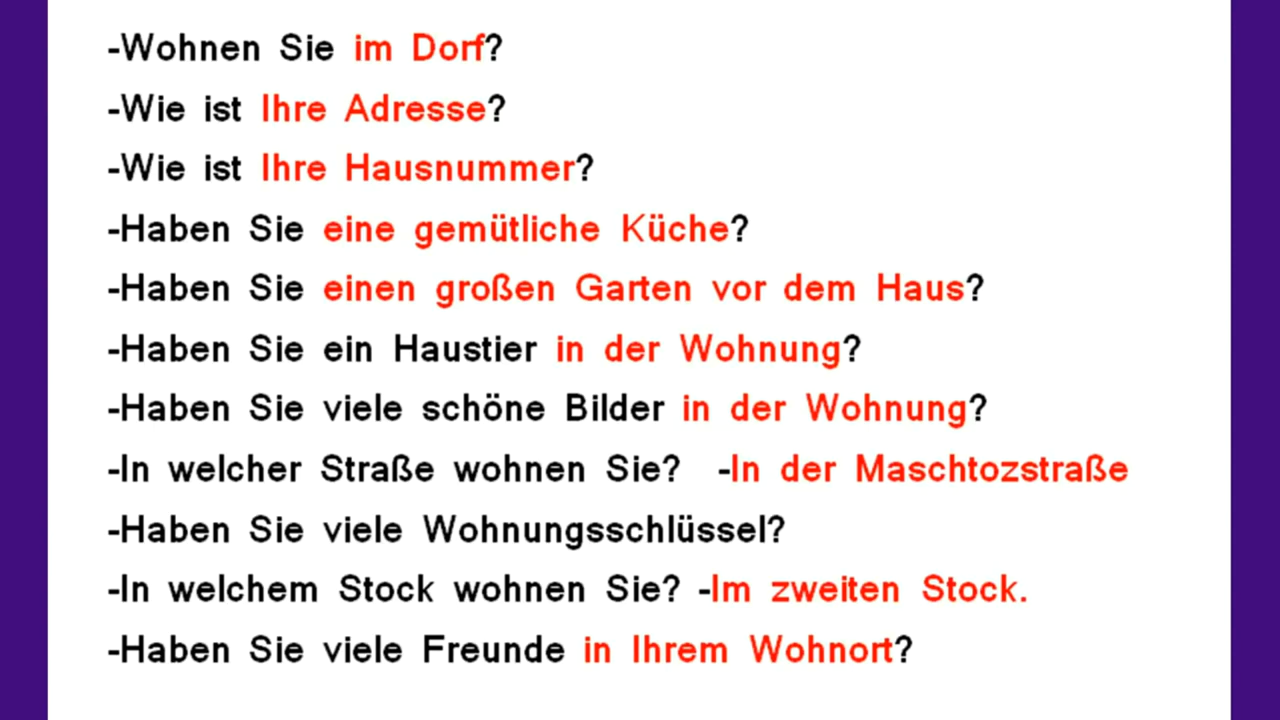 -Wohnen Sie im Dorf?
-Wie ist Ihre Adresse?
-Wie ist Ihre Hausnummer?
-Haben Sie eine gemütliche Küche?
-Haben Sie einen großen Garten vor dem Haus?
-Haben Sie ein Haustier in der Wohnung?
-Haben Sie viele schöne Bilder in der Wohnung?
-In welcher Straße wohnen Sie? -In der Maschtozstraße
-Haben Sie viele Wohnungsschlüssel?
-In welchem Stock wohnen Sie? -Im zweiten Stock.
-Haben Sie viele Freunde in Ihrem Wohnort?